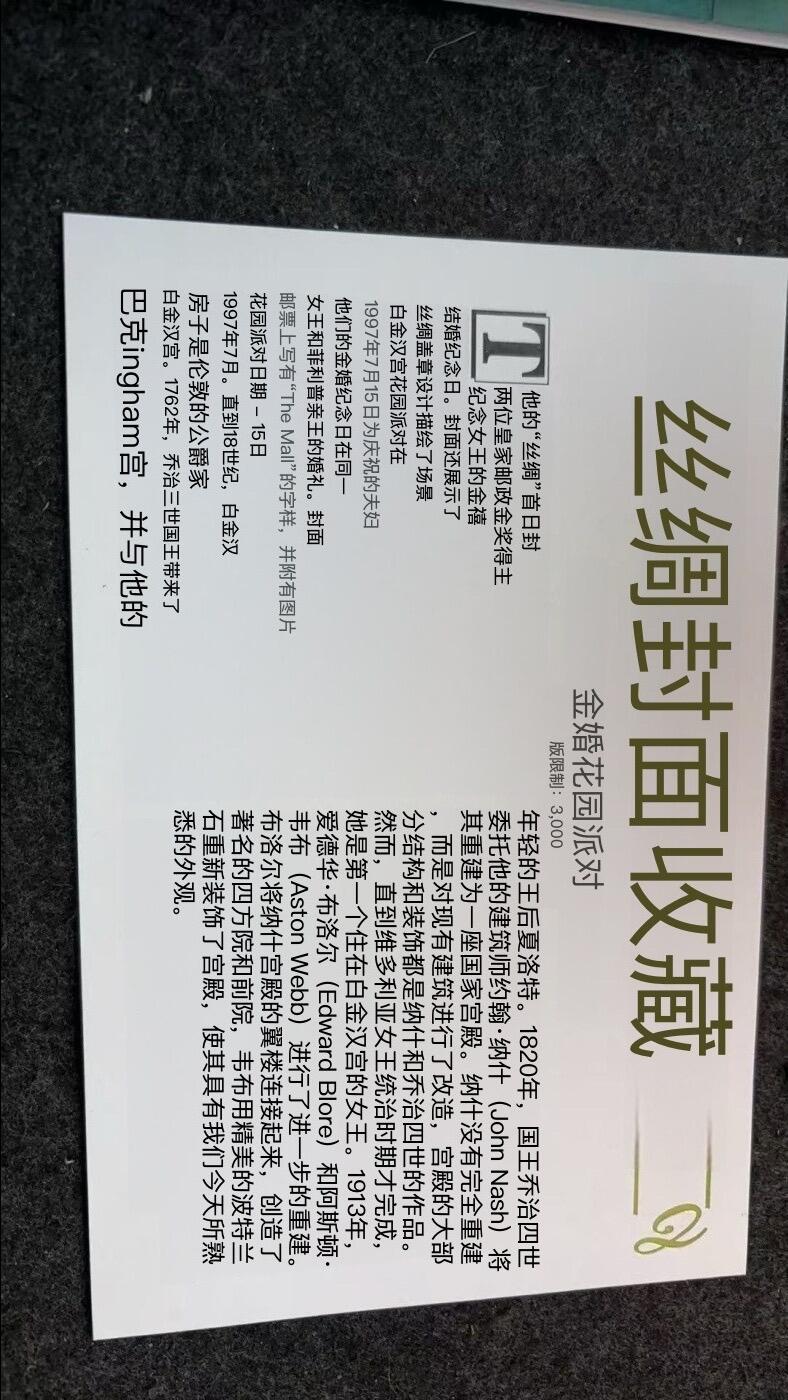 丝绸封面收藏
金婚花园派对
版限制：3,000
T
他的“丝绸”首日封
两位皇家邮政金奖得主
纪念女王的金禧
结婚纪念日。封面还展示了
丝绸盖章设计描绘了场景
白金汉宫花园派对在
1997年7月15日为庆祝的夫妇
他们的金婚纪念日在同一
女王和菲利普亲王的婚礼。封面
邮票上写有“The Mall”的字样，并附有图片
花园派对日期 – 15日
1997年7月。直到18世纪，白金汉
房子是伦敦的公爵家
白金汉宫。1762年，乔治三世国王带来了
巴克ingham宫，并与他的
年轻的王后夏洛特。1820年，国王乔治四世
委托他的建筑师约翰·纳什（John Nash）将
其重建为一座国家宫殿。纳什没有完全重建
，而是对现有建筑进行了改造，宫殿的大部
分结构和装饰都是纳什和乔治四世的作品。
然而，直到维多利亚女王统治时期才完成，
她是第一个住在白金汉宫的女王。1913年，
爱德华·布洛尔（Edward Blore）和阿斯顿·
韦布（Aston Webb）进行了进一步的重建。
布洛尔将纳什宫殿的翼楼连接起来，创造了
著名的四方院和前院，韦布用精美的波特兰
石重新装饰了宫殿，使其具有我们今天所熟
悉的外观。